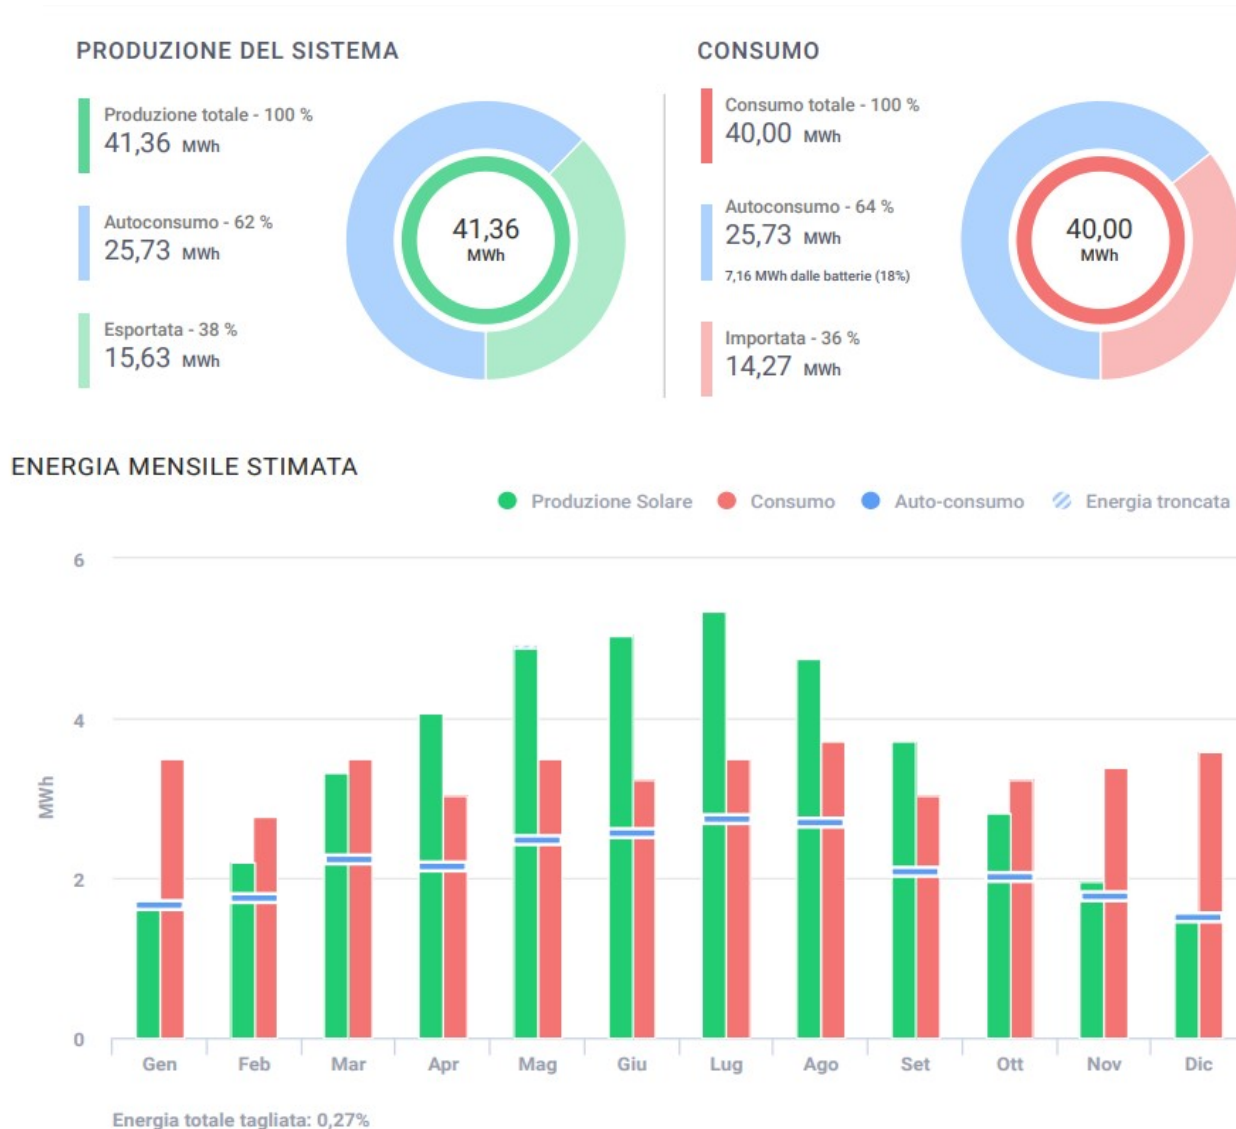 PRODUZIONE DEL SISTEMA
Produzione totale - 100 %
41,36 MWh
Autoconsumo - 62 %
25,73 MWh
Esportata - 38 %
15,63 MWh
41,36
MWh
CONSUMO
Consumo totale - 100 %
40,00 MWh
Autoconsumo - 64 %
25,73 MWh
7,16 MWh dalle batterie (18%)
Importata - 36 %
14,27 MWh
40,00
MWh
ENERGIA MENSILE STIMATA
Produzione Solare Consumo Auto-consumo Energia troncata
6
4
2
0
MWh
Gen Feb Mar Apr Mag Giu Lug Ago Set Ott Nov Dic
Energia totale tagliata: 0,27%